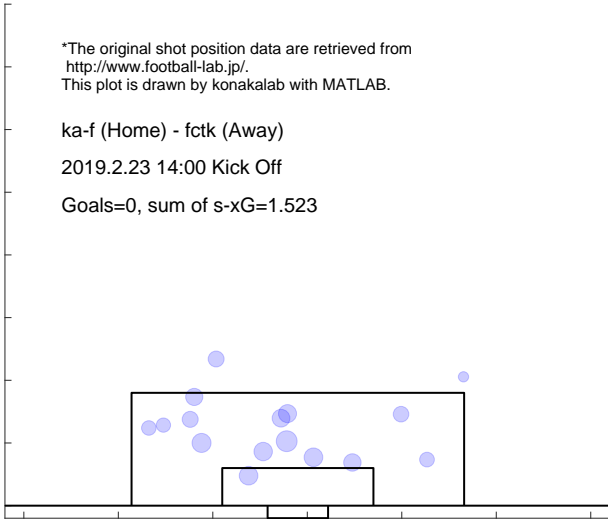 *The original shot position data are retrieved from
http://www.football-lab.jp/.
This plot is drawn by konakalab with MATLAB.
ka-f (Home) - fctk (Away)
2019.2.23 14:00 Kick Off
Goals=0, sum of s-xG=1.523